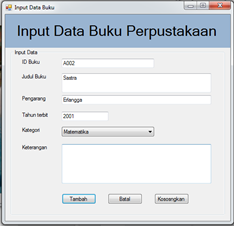 Input Data Buku
Input Data Buku Perpustakaan
Input Data
ID Buku A002
Judul Buku Sastra
Pengarang Erlangga
Tahun terbit 2001
Kategori Matematika
Keterangan
Tambah Batal Kosongkan